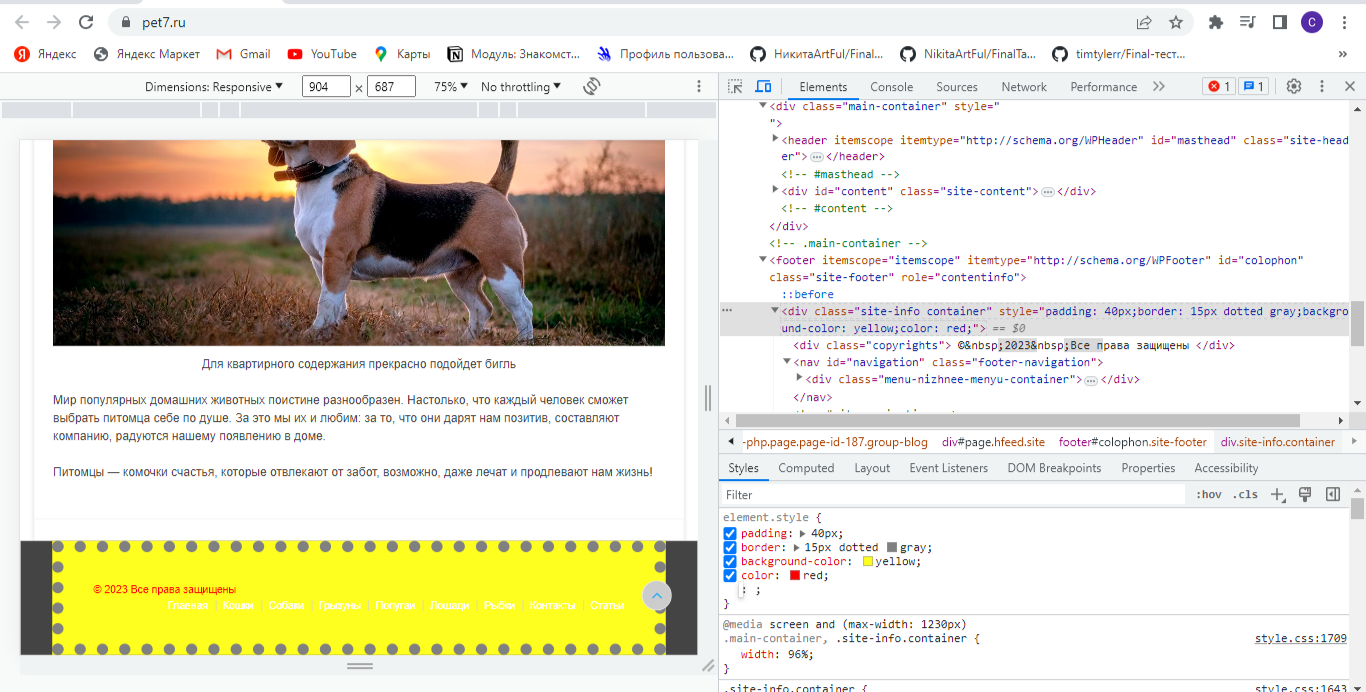 pet7.ru
C
Яндекс
Яндекс Маркет
Gmail
YouTube
Карты
Модуль: Знакомст...
Профиль пользова...
НикитаArtFul/Final...
NikitaArtFul/FinalTa...
timtylerr/Final-тест...
»
Dimensions: Responsive
904 × 687
75%
No throttling
Elements
Console
Sources
Network
Performance
1
1
<div class="main-container" style="
">
<header itemscope itemtype="http://schema.org/WPHeader" id="masthead" class="site-head
er">…</header>
<!-- #masthead -->
<div id="content" class="site-content">…</div>
<!-- #content -->
</div>
<!-- .main-container -->
<footer itemscope="itemscope" itemtype="http://schema.org/WPFooter" id="colophon"
class="site-footer" role="contentinfo">
::before
<div class="site-info container" style="padding: 40px;border: 15px dotted gray;backgro
und-color: yellow;color: red;"> == $0
<div class="copyrights"> ©&nbsp;2023&nbsp;Все права защищены </div>
<nav id="navigation" class="footer-navigation">
<div class="menu-nizhnee-menyu-container">…</div>
</nav>
-php.page.page-id-187.group-blog
div#page.hfeed.site
footer#colophon.site-footer
div.site-info.container
Styles
Computed
Layout
Event Listeners
DOM Breakpoints
Properties
Accessibility
Filter
:hov .cls
element.style {
padding: 40px;
border: 15px dotted gray;
background-color: yellow;
color: red;
: ;
}
@media screen and (max-width: 1230px)
.main-container, .site-info.container {
style.css:1709
width: 96%;
}
.site-info.container {
style.css:1643
Для квартирного содержания прекрасно подойдет бигль
Мир популярных домашних животных поистине разнообразен. Настолько, что каждый человек сможет
выбрать питомца себе по душе. За это мы их и любим: за то, что они дарят нам позитив, составляют
компанию, радуются нашему появлению в доме.
Питомцы — комочки счастья, которые отвлекают от забот, возможно, даже лечат и продлевают нам жизнь!
© 2023 Все права защищены
Главная
Кошки
Собаки
Грызуны
Попугаи
Лошади
Рыбки
Контакты
Статьи